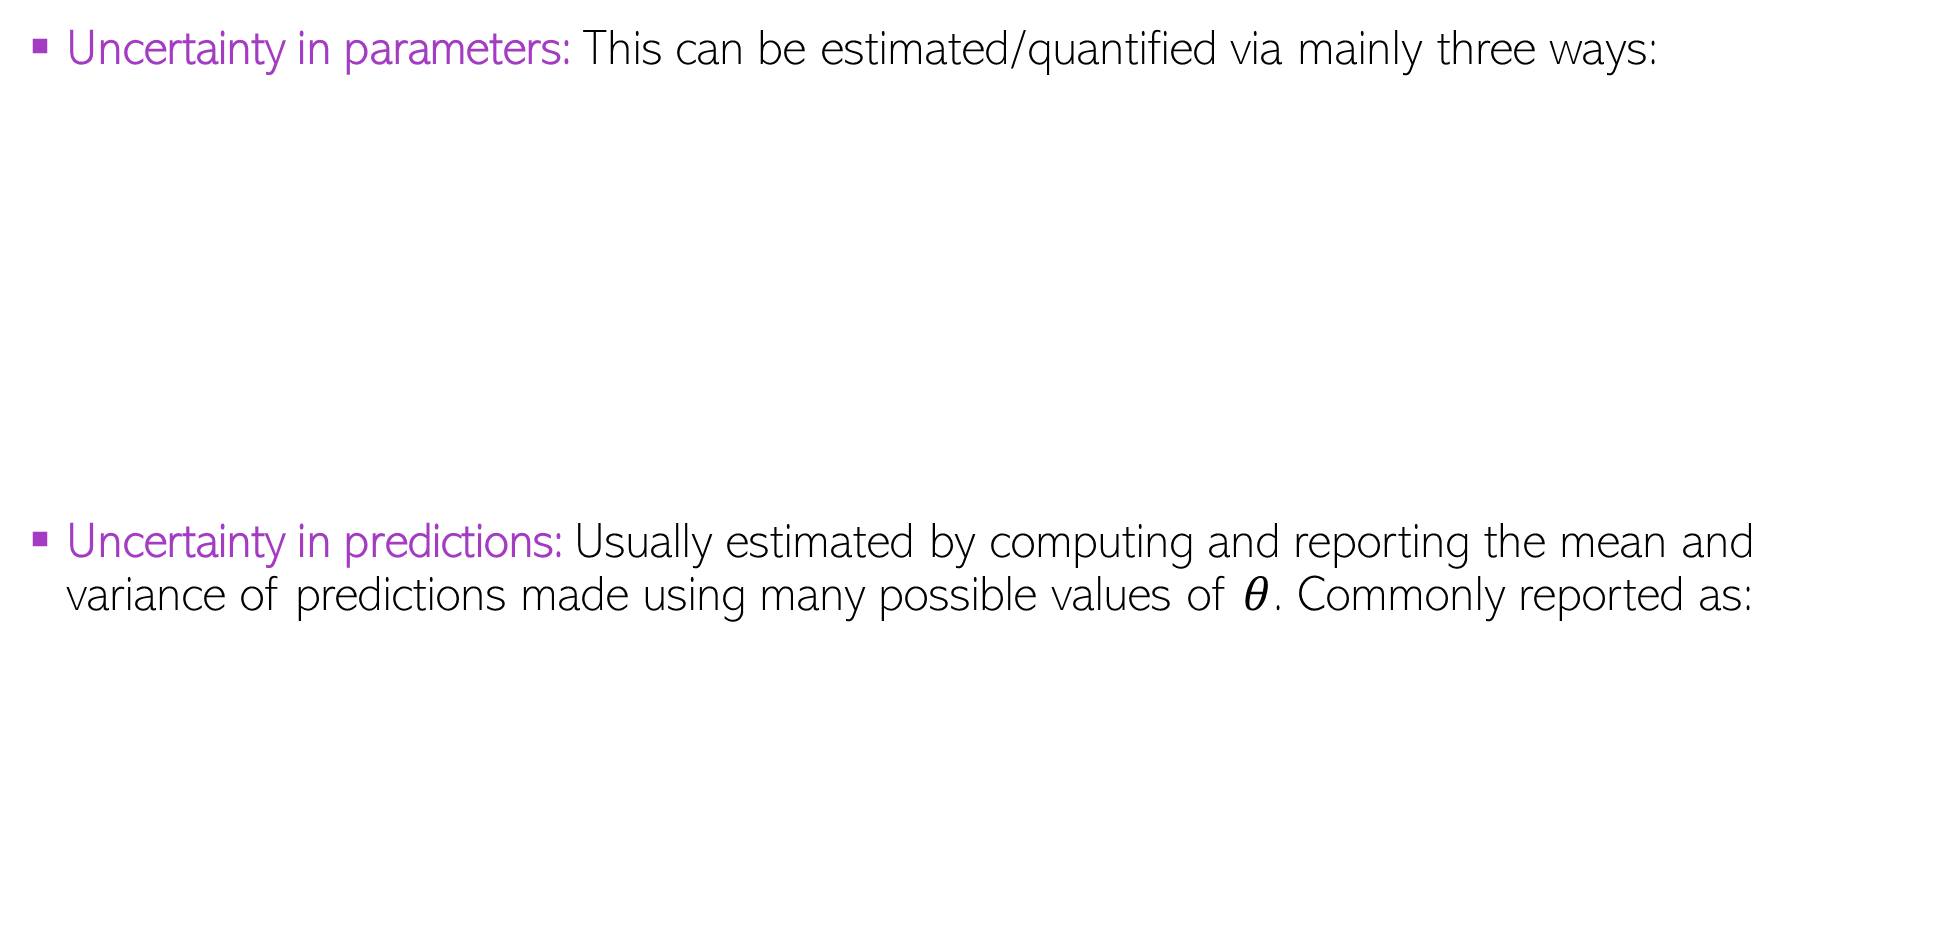 ▪ Uncertainty in parameters: This can be estimated/quantified via mainly three ways:
▪ Uncertainty in predictions: Usually estimated by computing and reporting the mean and
variance of predictions made using many possible values of θ. Commonly reported as: